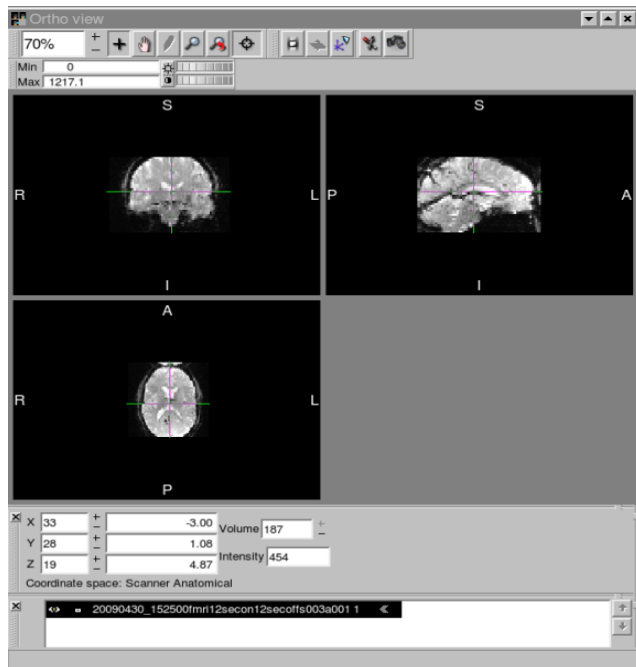 Ortho view
70%
Min 0
Max 1217.1
S
S
R
L
P
A
I
I
A
R
L
P
X 33 -3.00 Volume 187
Y 28 1.08
Z 19 4.87 Intensity 454
Coordinate space: Scanner Anatomical
20090430_152500fmri12secon12secoffs003a001 1